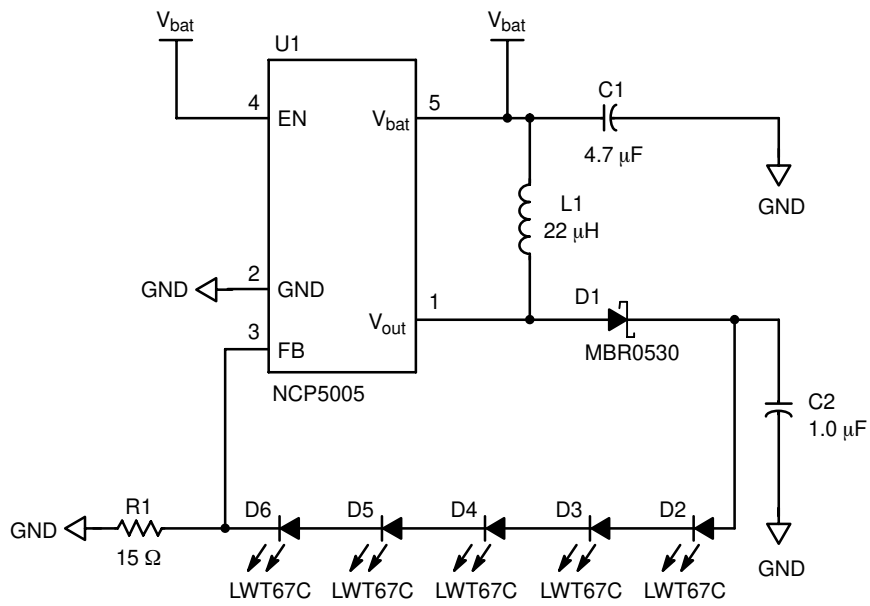 Vbat
U1
Vbat
C1
4
EN
Vbat
5
4.7 μF
GND
L1
22 μH
GND
2
GND
1
Vout
D1
MBR0530
3
FB
NCP5005
C2
1.0 μF
GND
R1
15 Ω
D6
D5
D4
D3
D2
LWT67C
LWT67C
LWT67C
LWT67C
LWT67C
GND